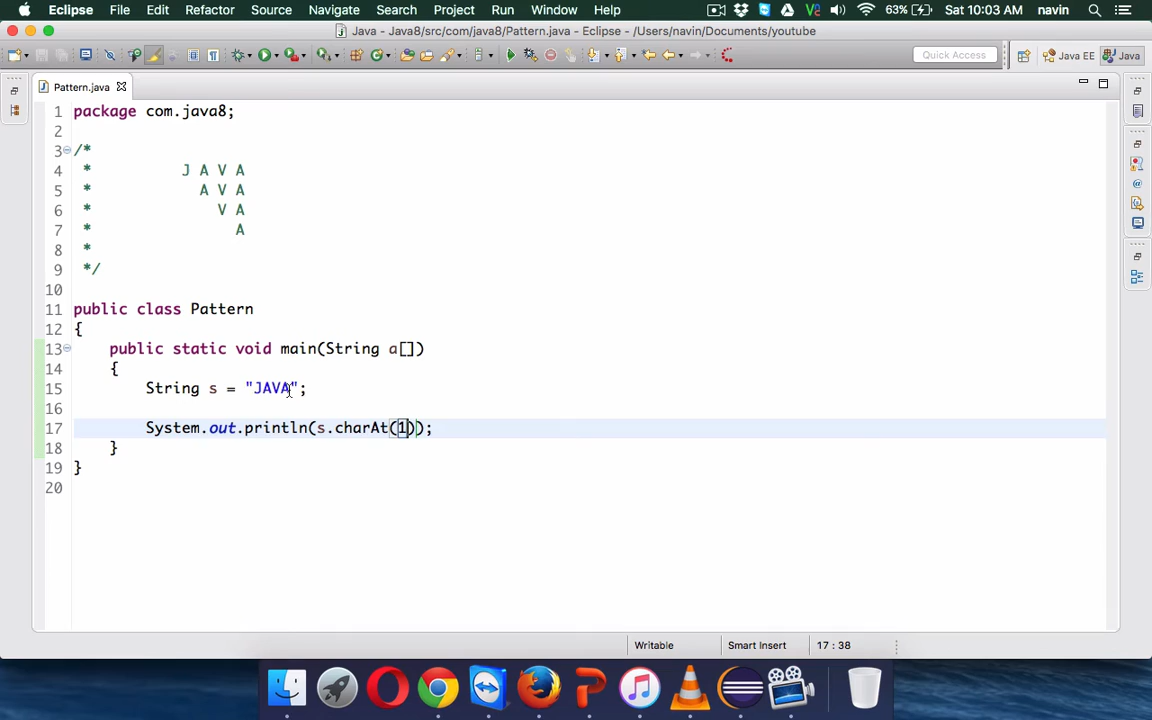 Eclipse File Edit Refactor Source Navigate Search Project Run Window Help 63% Sat 10:03 AM navin
Java - Java8/src/com/java8/Pattern.java - Eclipse - /Users/navin/Documents/youtube
Quick Access Java EE Java
Pattern.java
1 package com.java8;
2
3 /*
4 * J A V A
5 * A V A
6 * V A
7 * A
8 *
9 */
10
11 public class Pattern
12 {
13 public static void main(String a[])
14 {
15 String s = "JAVA";
16
17 System.out.println(s.charAt(1));
18 }
19 }
20
Writable Smart Insert 17 : 38